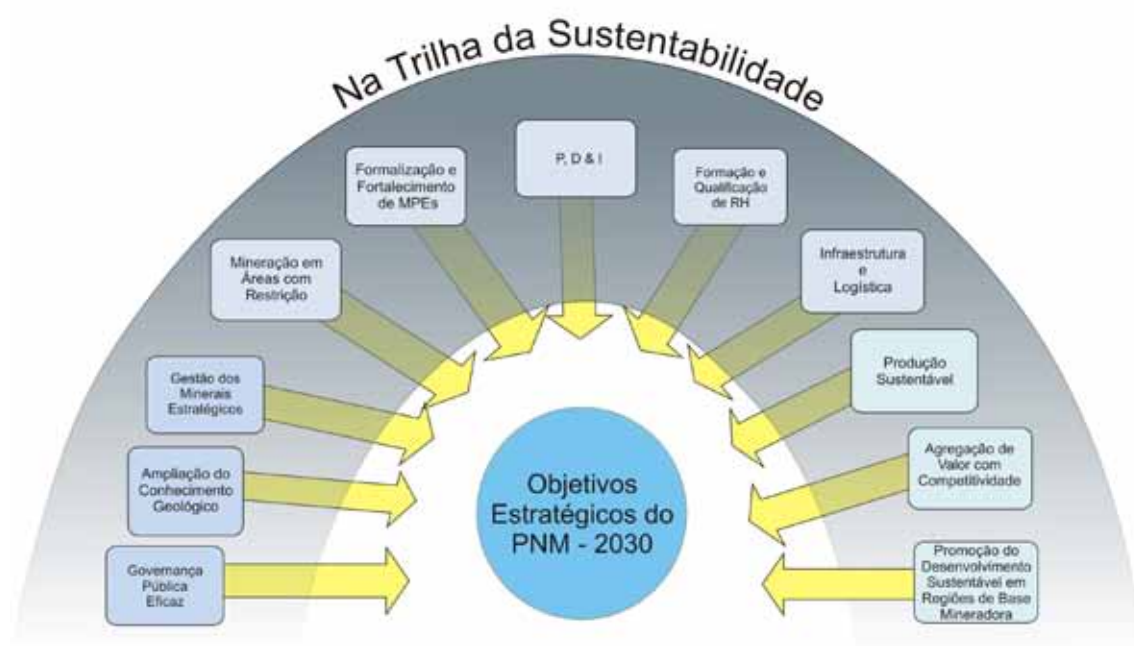 Na Trilha da Sustentabilidade
P, D & I
Formalização e
Fortalecimento
de MPEs
Formação e
Qualificação
de RH
Mineração em
Áreas com
Restrição
Infraestrutura
e
Logística
Gestão dos
Minerais
Estratégicos
Produção
Sustentável
Ampliação do
Conhecimento
Geológico
Agregação de
Valor com
Competitividade
Governança
Pública
Eficaz
Promoção do
Desenvolvimento
Sustentável em
Regiões de Base
Mineradora
Objetivos
Estratégicos do
PNM - 2030